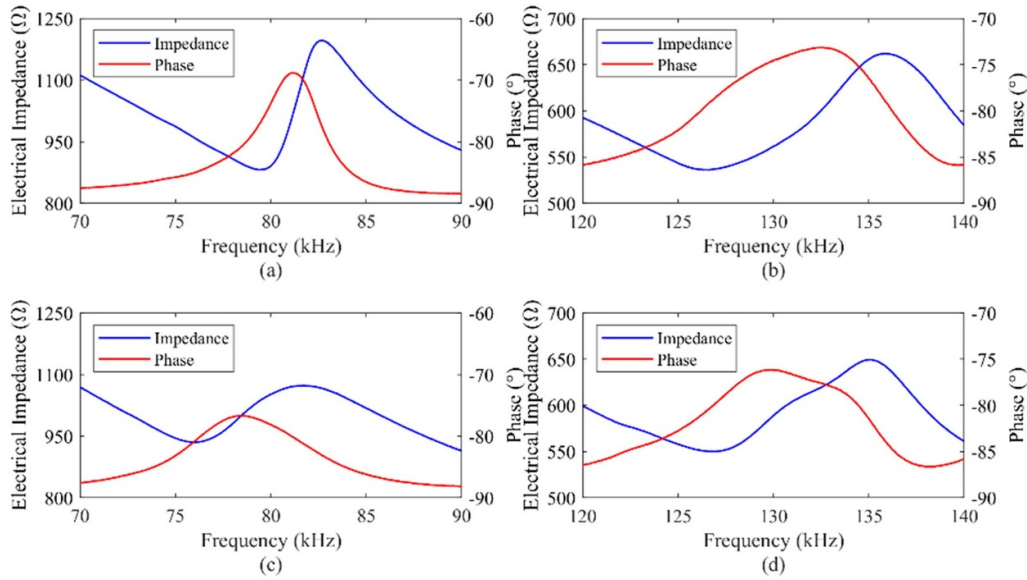 Electrical Impedance (Ω)
1250
1100
950
800
Impedance
Phase
-60
-70
-80
-90
Phase (°)
70 75 80 85 90
Frequency (kHz)
(a)
Electrical Impedance (Ω)
700
650
600
550
500
Impedance
Phase
-70
-75
-80
-85
-90
Phase (°)
120 125 130 135 140
Frequency (kHz)
(b)
Electrical Impedance (Ω)
1250
1100
950
800
Impedance
Phase
-60
-70
-80
-90
Phase (°)
70 75 80 85 90
Frequency (kHz)
(c)
Electrical Impedance (Ω)
700
650
600
550
500
Impedance
Phase
-70
-75
-80
-85
-90
Phase (°)
120 125 130 135 140
Frequency (kHz)
(d)